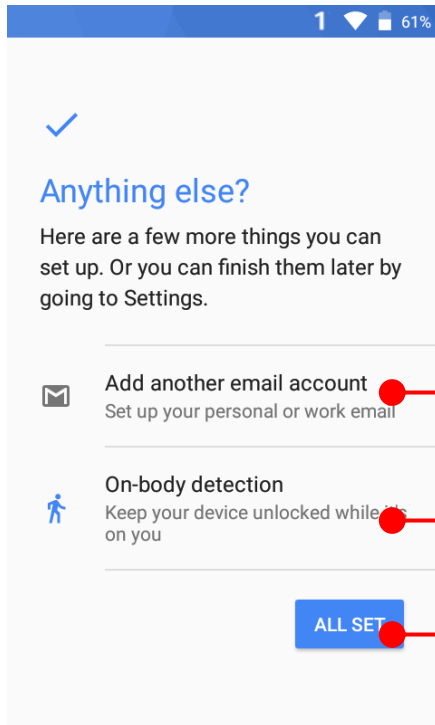 1 61%
Anything else?
Here are a few more things you can
set up. Or you can finish them later by
going to Settings.
Add another email account
Set up your personal or work email
On-body detection
Keep your device unlocked while it's
on you
ALL SET